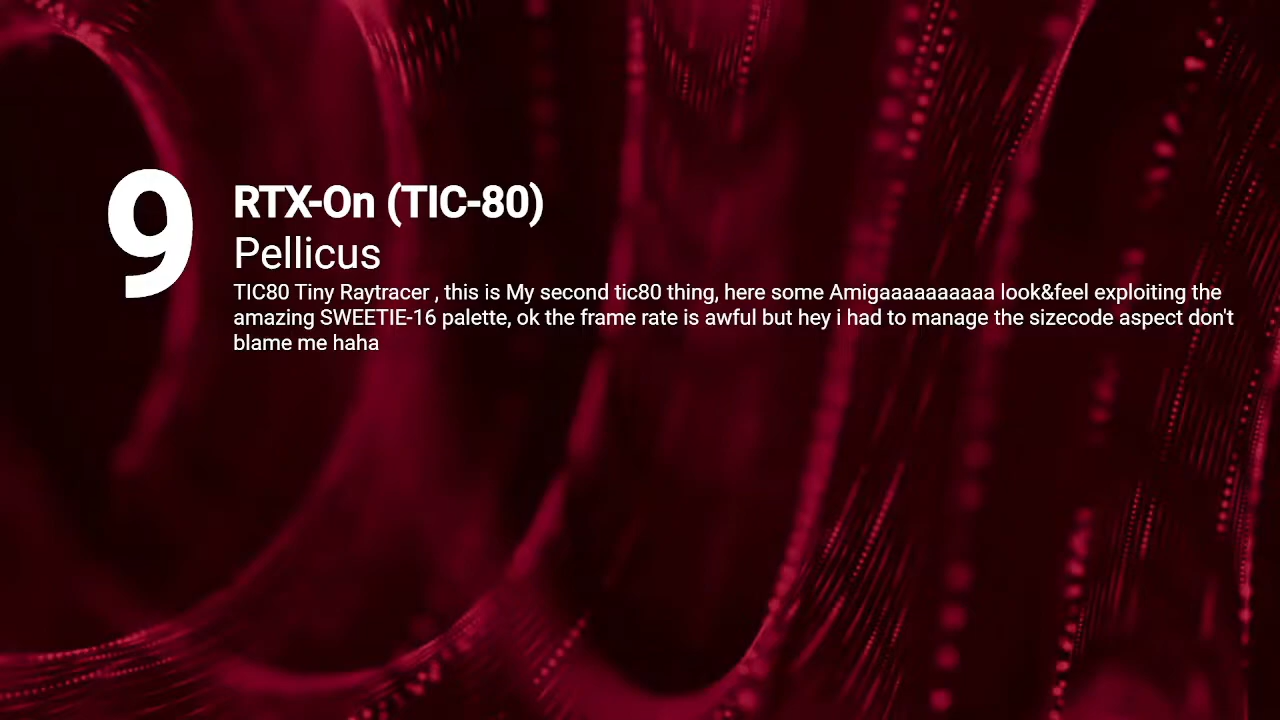 9
RTX-On (TIC-80)
Pellicus
TIC80 Tiny Raytracer , this is My second tic80 thing, here some Amigaaaaaaaaaa look&feel exploiting the
amazing SWEETIE-16 palette, ok the frame rate is awful but hey i had to manage the sizecode aspect don't
blame me haha